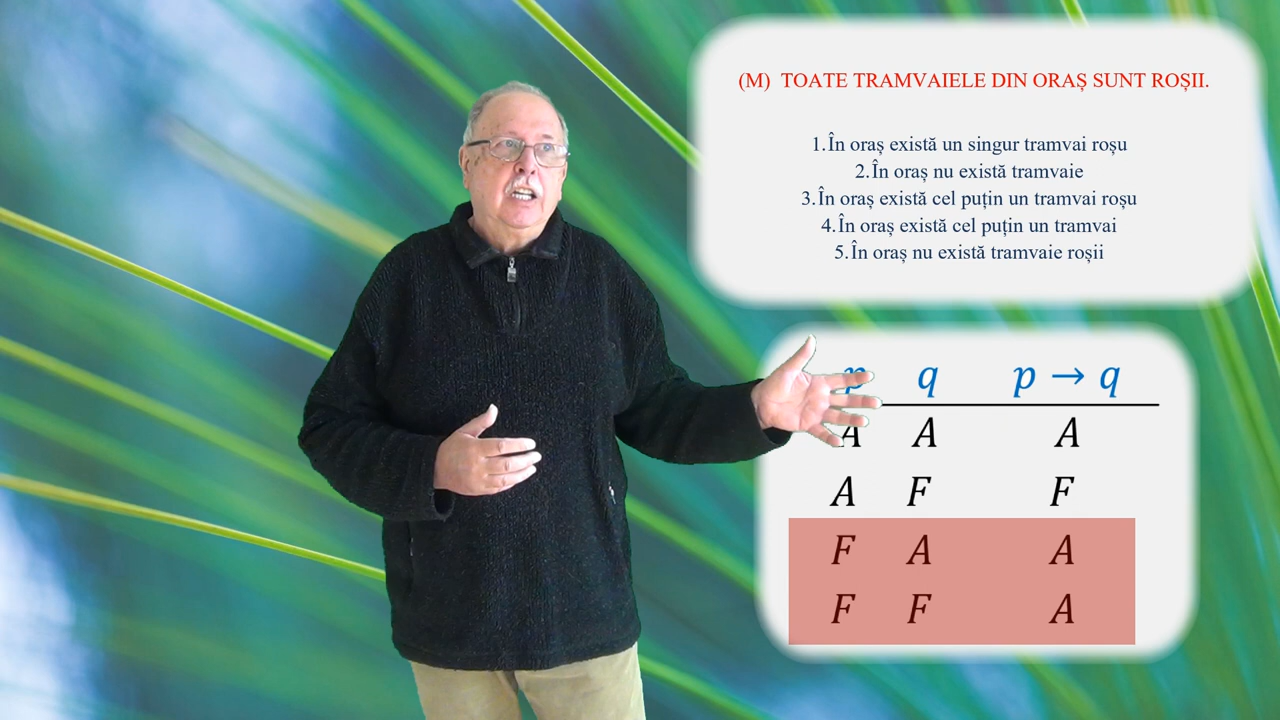 (M) TOATE TRAMVAIELE DIN ORAȘ SUNT ROȘII.
1.În oraș există un singur tramvai roșu
2.În oraș nu există tramvaie
3.În oraș există cel puțin un tramvai roșu
4.În oraș există cel puțin un tramvai
5.În oraș nu există tramvaie roșii
p q p → q
A A A
A F F
F A A
F F A